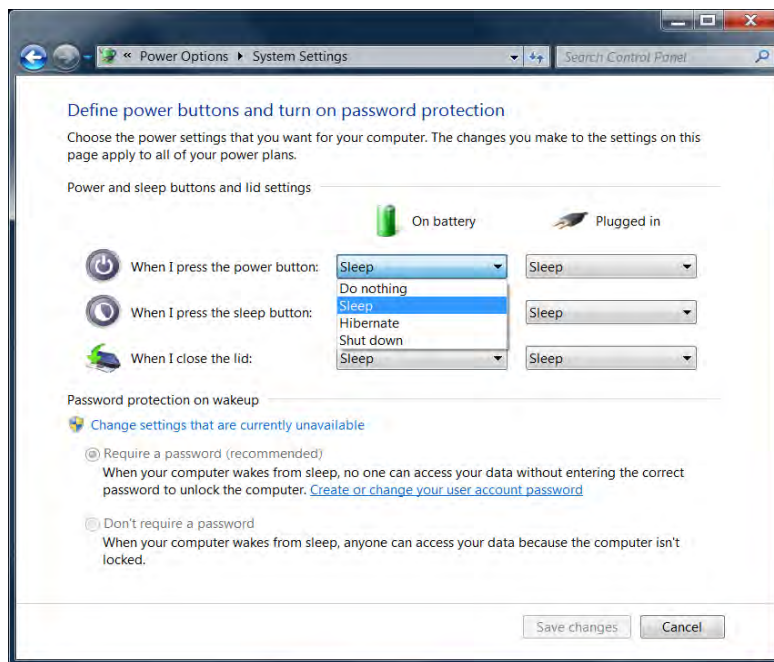 « Power Options ▸ System Settings
Search Control Panel
Define power buttons and turn on password protection
Choose the power settings that you want for your computer. The changes you make to the settings on this
page apply to all of your power plans.
Power and sleep buttons and lid settings
On battery
Plugged in
When I press the power button:
Sleep
Sleep
Do nothing
Sleep
Hibernate
Shut down
When I press the sleep button:
Sleep
When I close the lid:
Sleep
Sleep
Password protection on wakeup
Change settings that are currently unavailable
Require a password (recommended)
When your computer wakes from sleep, no one can access your data without entering the correct
password to unlock the computer. Create or change your user account password
Don't require a password
When your computer wakes from sleep, anyone can access your data because the computer isn't
locked.
Save changes
Cancel